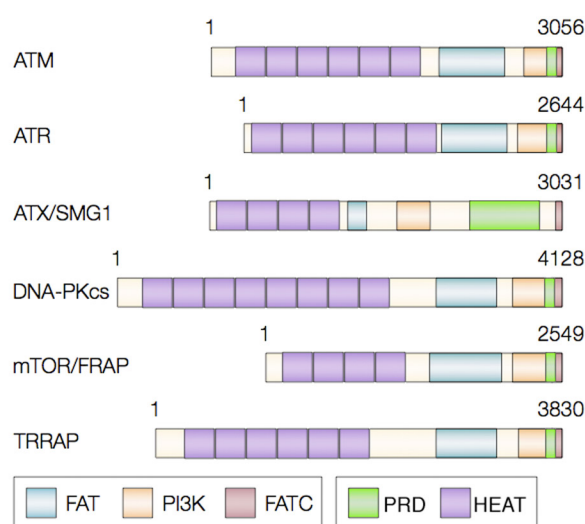 1 3056
ATM
1 2644
ATR
1 3031
ATX/SMG1
1 4128
DNA-PKcs
1 2549
mTOR/FRAP
1 3830
TRRAP
FAT PI3K FATC PRD HEAT